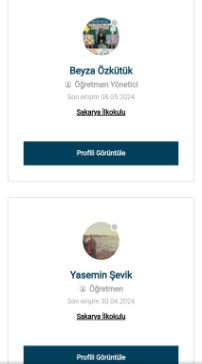 Beyza Özkütük
Öğretmen Yönetici
Son erişim 08.05.2024
Sakarya İlkokulu
Profili Görüntüle
Yasemin Şevik
Öğretmen
Son erişim 30.04.2024
Sakarya İlkokulu
Profili Görüntüle